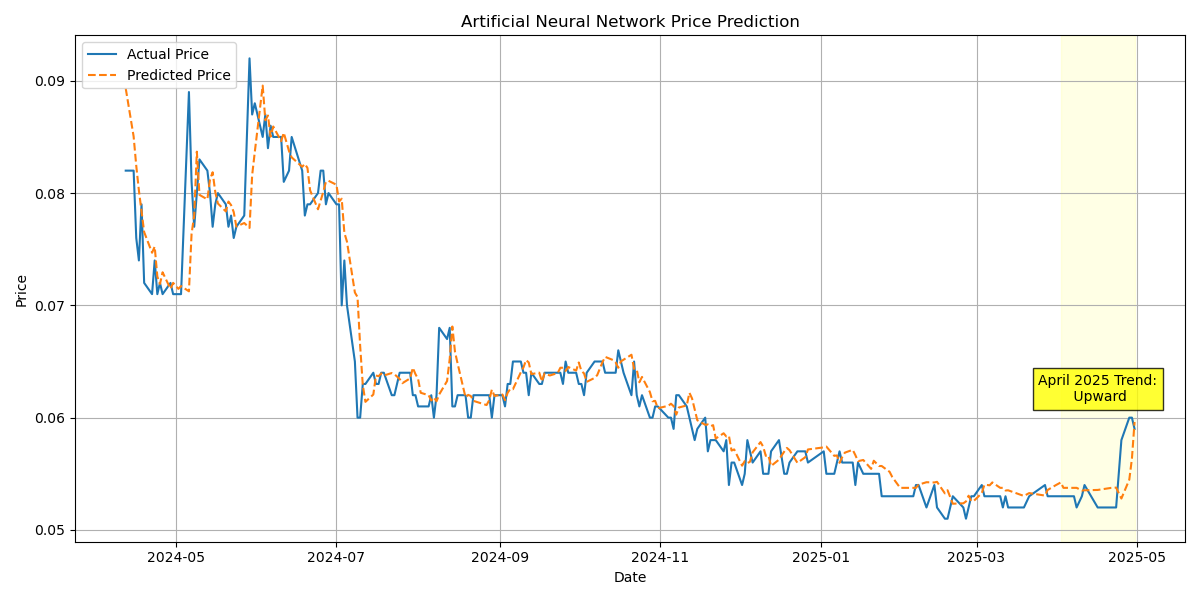 Artificial Neural Network Price Prediction
Actual Price
Predicted Price
0.09
0.08
0.07
0.06
0.05
Price
April 2025 Trend:
Upward
2024-05
2024-07
2024-09
2024-11
2025-01
2025-03
2025-05
Date